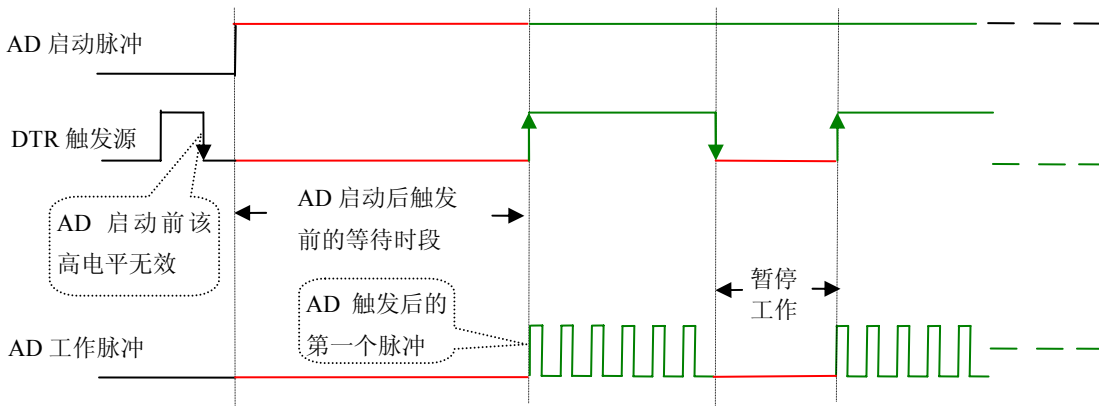 AD 启动脉冲
DTR 触发源
AD 启动前该
高电平无效
AD 启动后触发
前的等待时段
AD 触发后的
第一个脉冲
暂停
工作
AD 工作脉冲